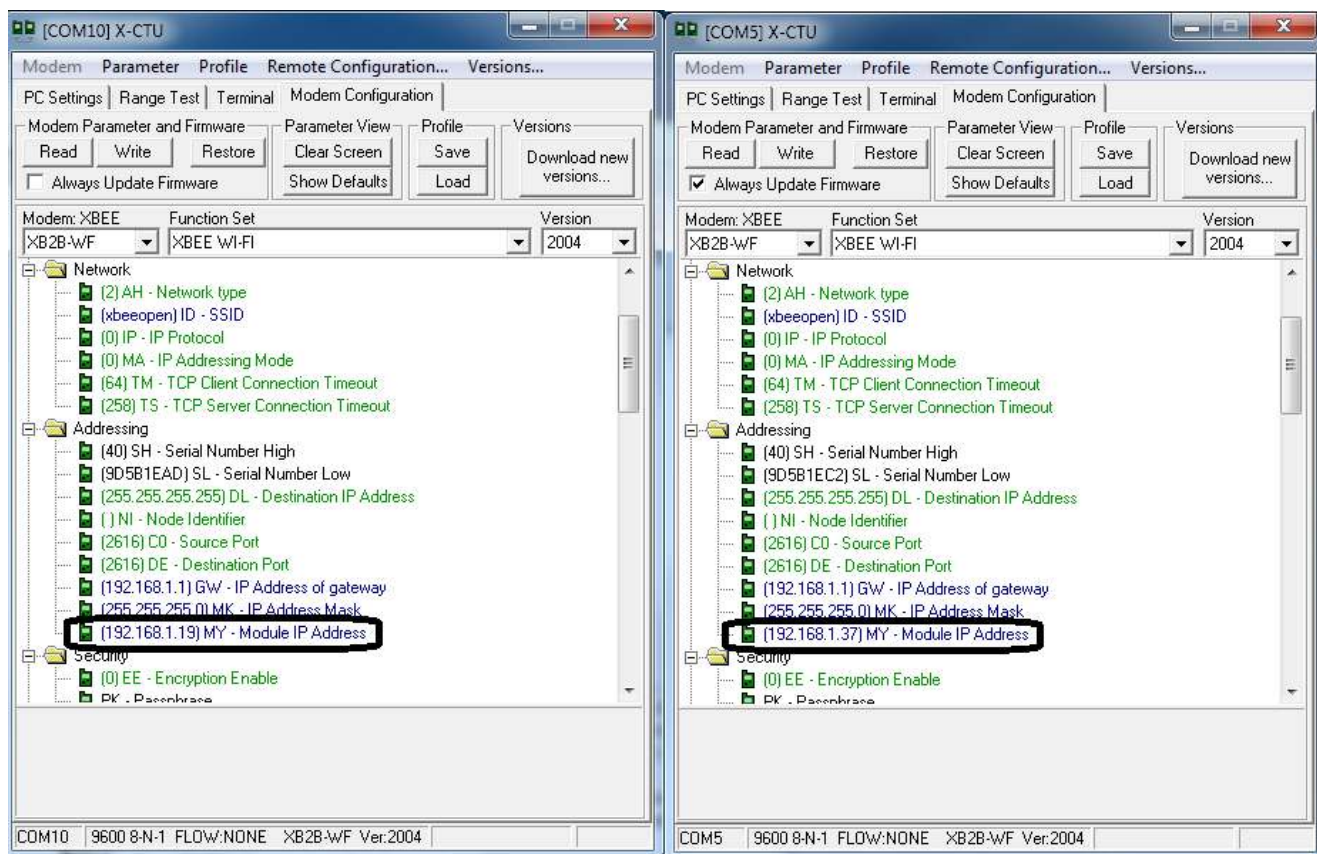 [COM10] X-CTU
Modem Parameter Profile Remote Configuration... Versions...
PC Settings Range Test Terminal Modem Configuration
Modem Parameter and Firmware Parameter View Profile Versions
Read Write Restore Clear Screen Save Download new versions...
Always Update Firmware Show Defaults Load
Modem: XBEE Function Set Version
XB2B-WF XBEE WI-FI 2004
Network
(2) AH - Network type
(xbeeopen) ID - SSID
(0) IP - IP Protocol
(0) MA - IP Addressing Mode
(64) TM - TCP Client Connection Timeout
(258) TS - TCP Server Connection Timeout
Addressing
(40) SH - Serial Number High
(9D5B1EAD) SL - Serial Number Low
(255.255.255.255) DL - Destination IP Address
( ) NI - Node Identifier
(2616) C0 - Source Port
(2616) DE - Destination Port
(192.168.1.1) GW - IP Address of gateway
(255.255.255.0) MK - IP Address Mask
(192.168.1.19) MY - Module IP Address
Security
(0) EE - Encryption Enable
PK - Passphrase
COM10 9600 8-N-1 FLOW:NONE XB2B-WF Ver:2004
[COM5] X-CTU
Modem Parameter Profile Remote Configuration... Versions...
PC Settings Range Test Terminal Modem Configuration
Modem Parameter and Firmware Parameter View Profile Versions
Read Write Restore Clear Screen Save Download new versions...
Always Update Firmware Show Defaults Load
Modem: XBEE Function Set Version
XB2B-WF XBEE WI-FI 2004
Network
(2) AH - Network type
(xbeeopen) ID - SSID
(0) IP - IP Protocol
(0) MA - IP Addressing Mode
(64) TM - TCP Client Connection Timeout
(258) TS - TCP Server Connection Timeout
Addressing
(40) SH - Serial Number High
(9D5B1EC2) SL - Serial Number Low
(255.255.255.255) DL - Destination IP Address
( ) NI - Node Identifier
(2616) C0 - Source Port
(2616) DE - Destination Port
(192.168.1.1) GW - IP Address of gateway
(255.255.255.0) MK - IP Address Mask
(192.168.1.37) MY - Module IP Address
Security
(0) EE - Encryption Enable
PK - Passphrase
COM5 9600 8-N-1 FLOW:NONE XB2B-WF Ver:2004